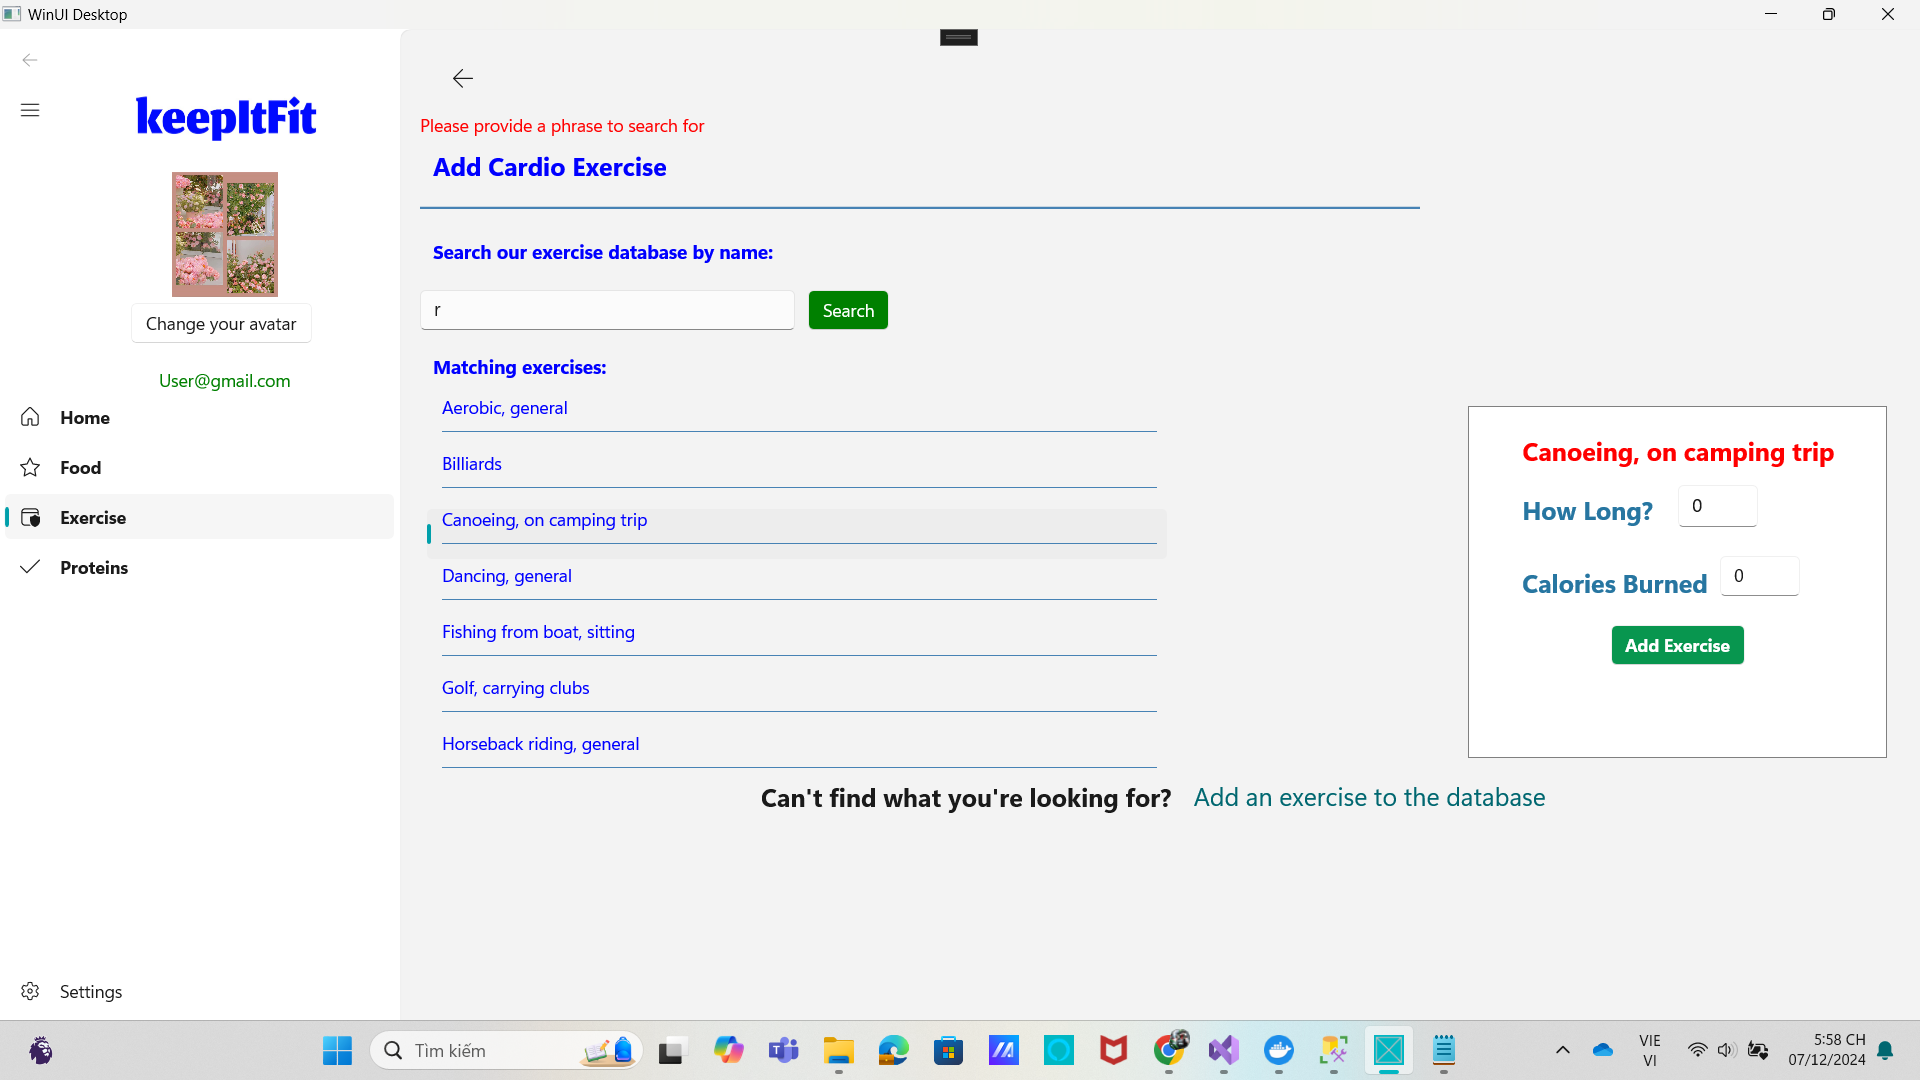 WinUI Desktop
keepItFit
Change your avatar
User@gmail.com
Home
Food
Exercise
Proteins
Settings
Please provide a phrase to search for
Add Cardio Exercise
Search our exercise database by name:
r
Search
Matching exercises:
Aerobic, general
Billiards
Canoeing, on camping trip
Dancing, general
Fishing from boat, sitting
Golf, carrying clubs
Horseback riding, general
Canoeing, on camping trip
How Long? 0
Calories Burned 0
Add Exercise
Can't find what you're looking for? Add an exercise to the database
Tìm kiếm
VIE
VI
5:58 CH
07/12/2024